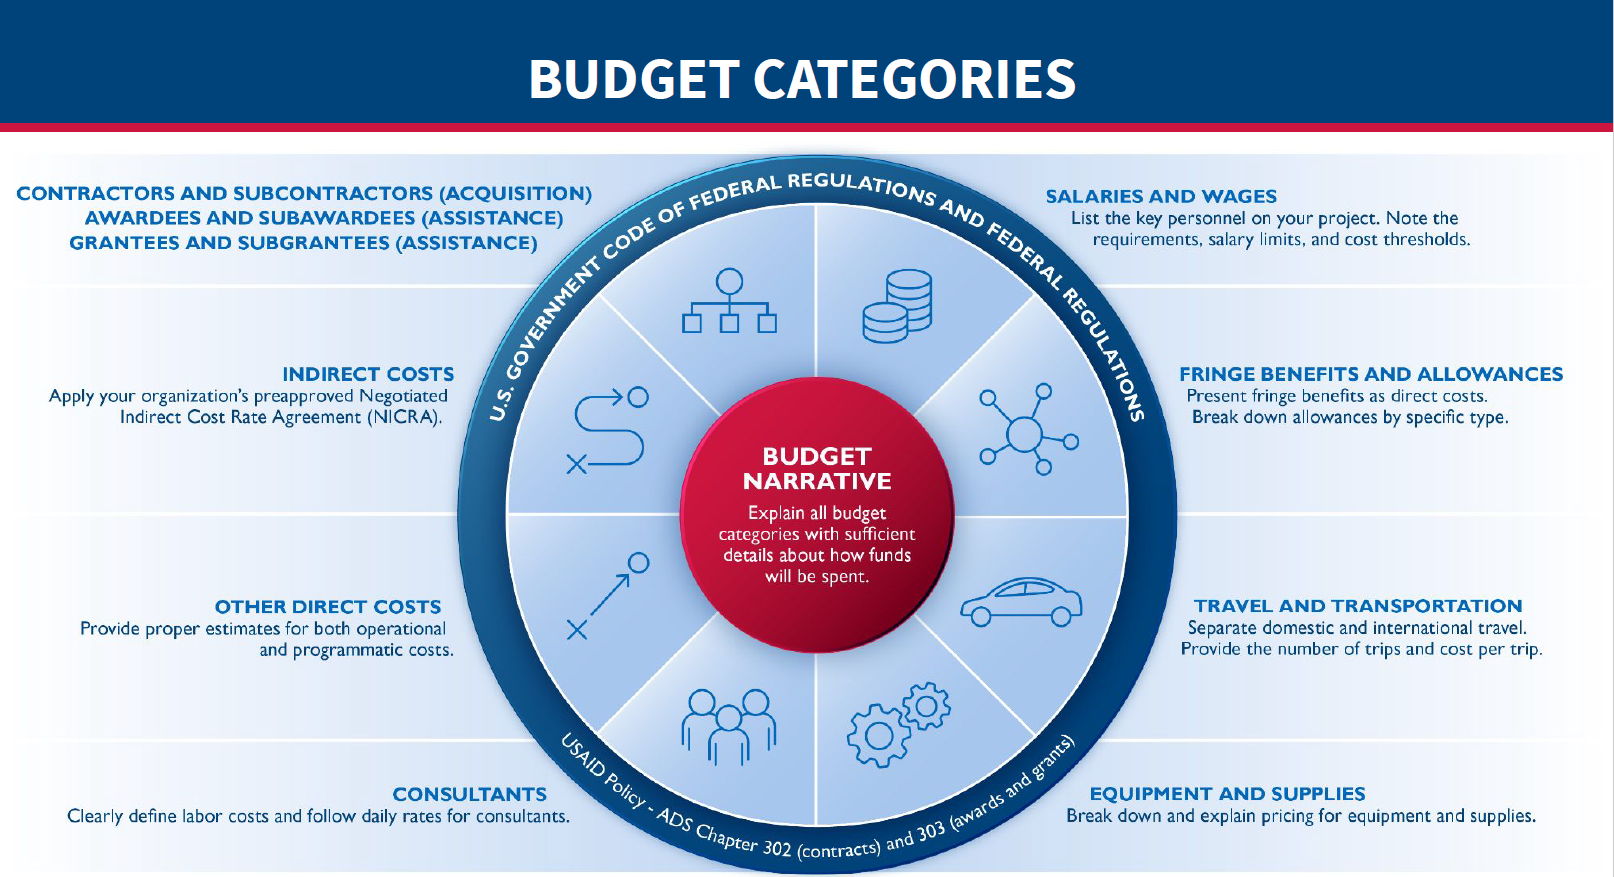 BUDGET CATEGORIES
U.S. GOVERNMENT CODE OF FEDERAL REGULATIONS AND FEDERAL REGULATIONS
CONTRACTORS AND SUBCONTRACTORS (ACQUISITION)
AWARDEES AND SUBAWARDEES (ASSISTANCE)
GRANTEES AND SUBGRANTEES (ASSISTANCE)
SALARIES AND WAGES
List the key personnel on your project. Note the
requirements, salary limits, and cost thresholds.
INDIRECT COSTS
Apply your organization's preapproved Negotiated
Indirect Cost Rate Agreement (NICRA).
FRINGE BENEFITS AND ALLOWANCES
Present fringe benefits as direct costs.
Break down allowances by specific type.
BUDGET
NARRATIVE
Explain all budget
categories with sufficient
details about how funds
will be spent.
OTHER DIRECT COSTS
Provide proper estimates for both operational
and programmatic costs.
TRAVEL AND TRANSPORTATION
Separate domestic and international travel.
Provide the number of trips and cost per trip.
CONSULTANTS
Clearly define labor costs and follow daily rates for consultants.
EQUIPMENT AND SUPPLIES
Break down and explain pricing for equipment and supplies.
USAID Policy - ADS Chapter 302 (contracts) and 303 (awards and grants)